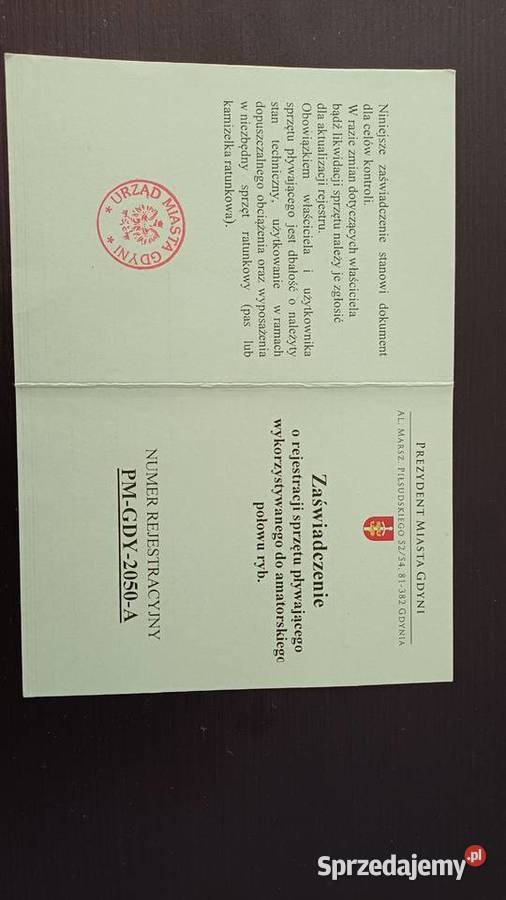 Niniejsze zaświadczenie stanowi dokument
dla celów kontroli.
W razie zmian dotyczących właściciela
bądź likwidacji sprzętu należy je zgłosić
dla aktualizacji rejestru.
Obowiązkiem właściciela i użytkownika
sprzętu pływającego jest dbałość o należyty
stan techniczny, użytkowanie w ramach
dopuszczalnego obciążenia oraz wyposażenia
w niezbędny sprzęt ratunkowy (pas lub
kamizelka ratunkowa).
* URZĄD MIASTA GDYNI *
PREZYDENT MIASTA GDYNI
AL. MARSZ. PIŁSUDSKIEGO 52/54, 81-382 GDYNIA
Zaświadczenie
o rejestracji sprzętu pływającego
wykorzystywanego do amatorskiego
połowu ryb.
NUMER REJESTRACYJNY
PM-GDY-2050-A
Sprzedajemy.pl